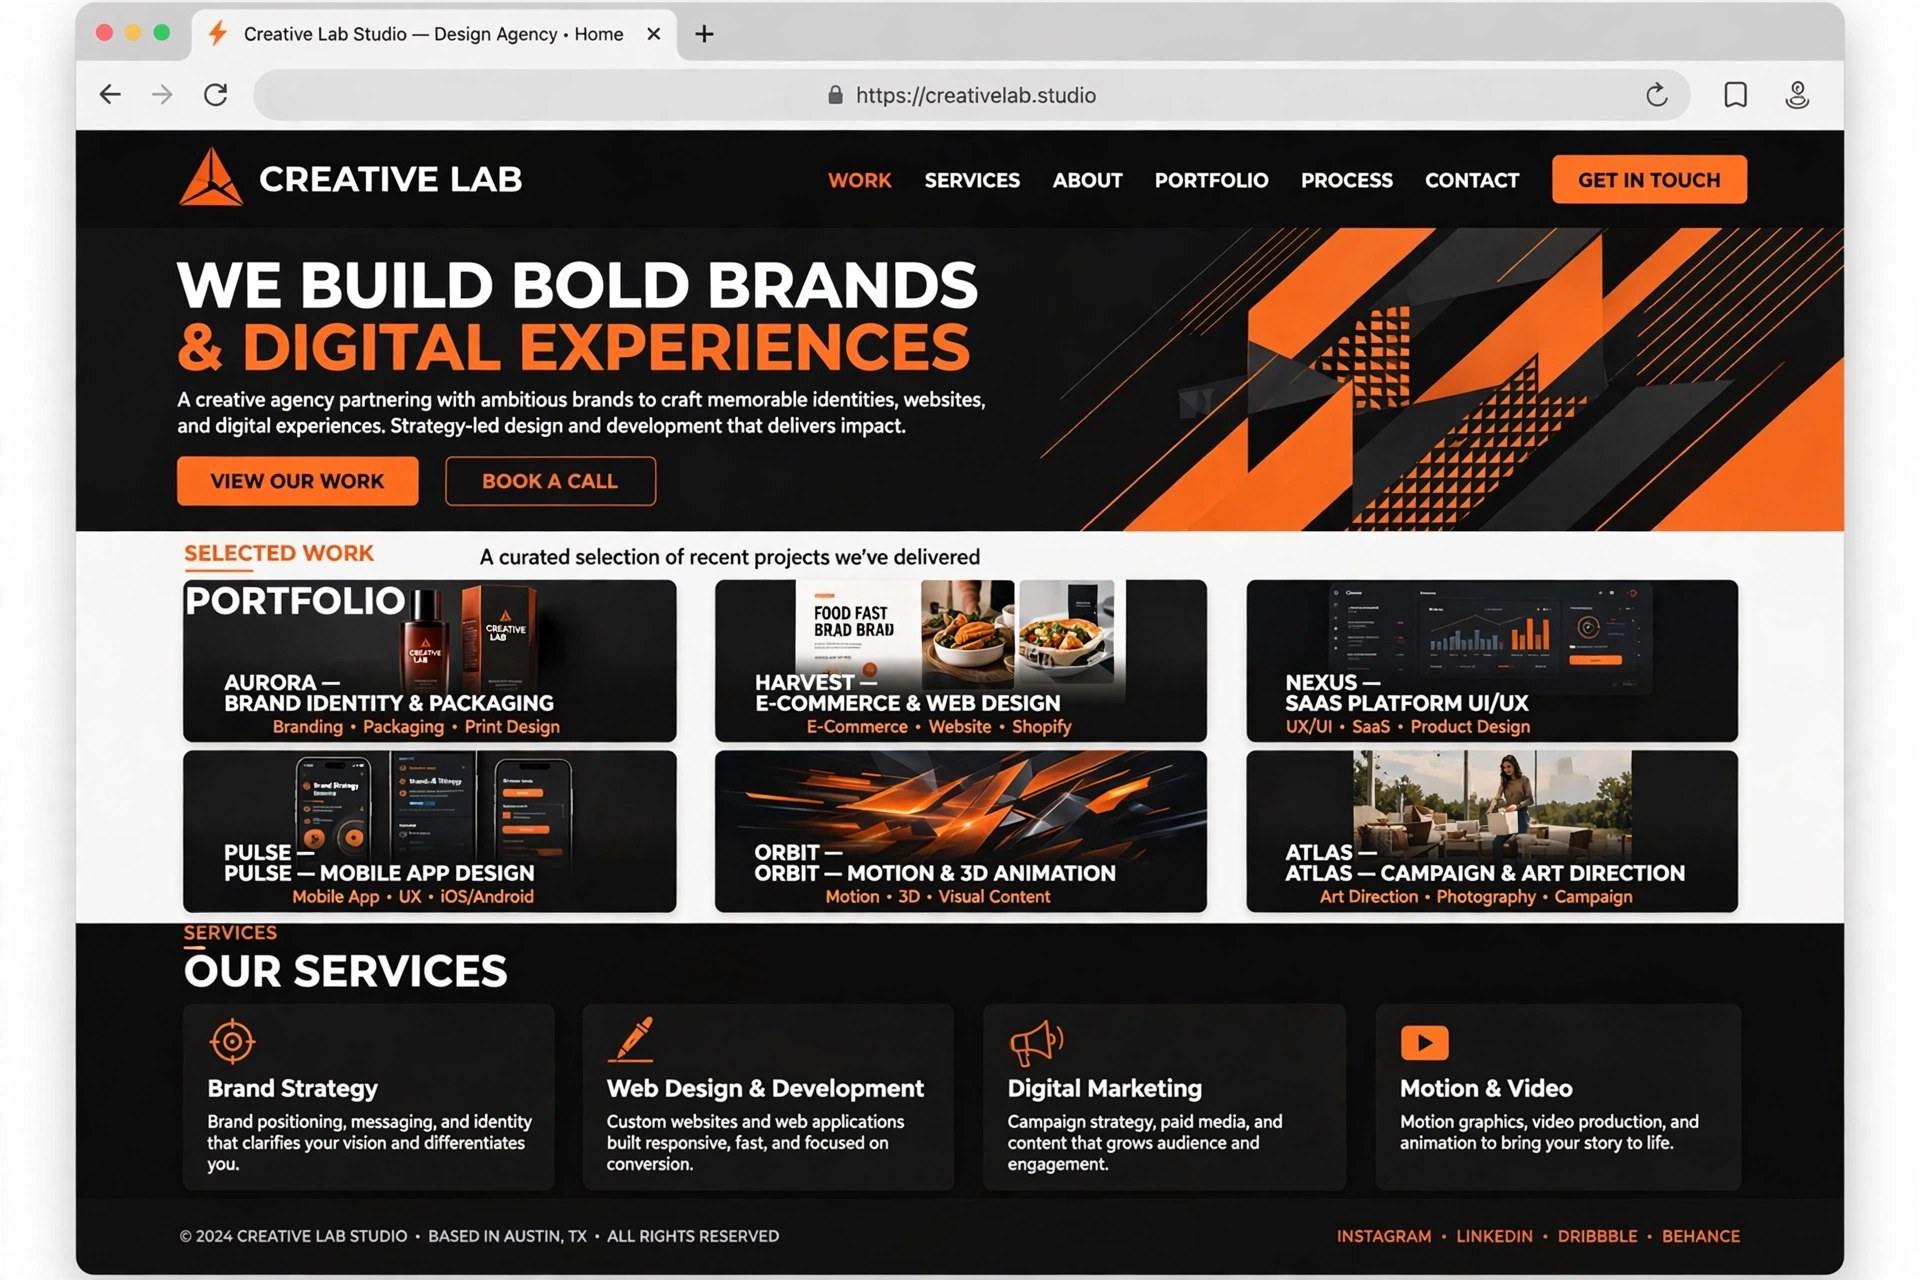 Creative Lab Studio — Design Agency • Home
https://creativelab.studio
CREATIVE LAB
WORK SERVICES ABOUT PORTFOLIO PROCESS CONTACT GET IN TOUCH
WE BUILD BOLD BRANDS
& DIGITAL EXPERIENCES
A creative agency partnering with ambitious brands to craft memorable identities, websites,
and digital experiences. Strategy-led design and development that delivers impact.
VIEW OUR WORK BOOK A CALL
SELECTED WORK A curated selection of recent projects we've delivered
PORTFOLIO
CREATIVE
LAB
CREATIVE
LAB
AURORA —
BRAND IDENTITY & PACKAGING
Branding • Packaging • Print Design
FOOD FAST
BRAD BRAD
HARVEST —
E-COMMERCE & WEB DESIGN
E-Commerce • Website • Shopify
NEXUS —
SAAS PLATFORM UI/UX
UX/UI • SaaS • Product Design
Brand Strategy
PULSE —
PULSE — MOBILE APP DESIGN
Mobile App • UX • iOS/Android
ORBIT —
ORBIT — MOTION & 3D ANIMATION
Motion • 3D • Visual Content
ATLAS —
ATLAS — CAMPAIGN & ART DIRECTION
Art Direction • Photography • Campaign
SERVICES
OUR SERVICES
Brand Strategy
Brand positioning, messaging, and identity
that clarifies your vision and differentiates
you.
Web Design & Development
Custom websites and web applications
built responsive, fast, and focused on
conversion.
Digital Marketing
Campaign strategy, paid media, and
content that grows audience and
engagement.
Motion & Video
Motion graphics, video production, and
animation to bring your story to life.
© 2024 CREATIVE LAB STUDIO • BASED IN AUSTIN, TX • ALL RIGHTS RESERVED
INSTAGRAM • LINKEDIN • DRIBBBLE • BEHANCE